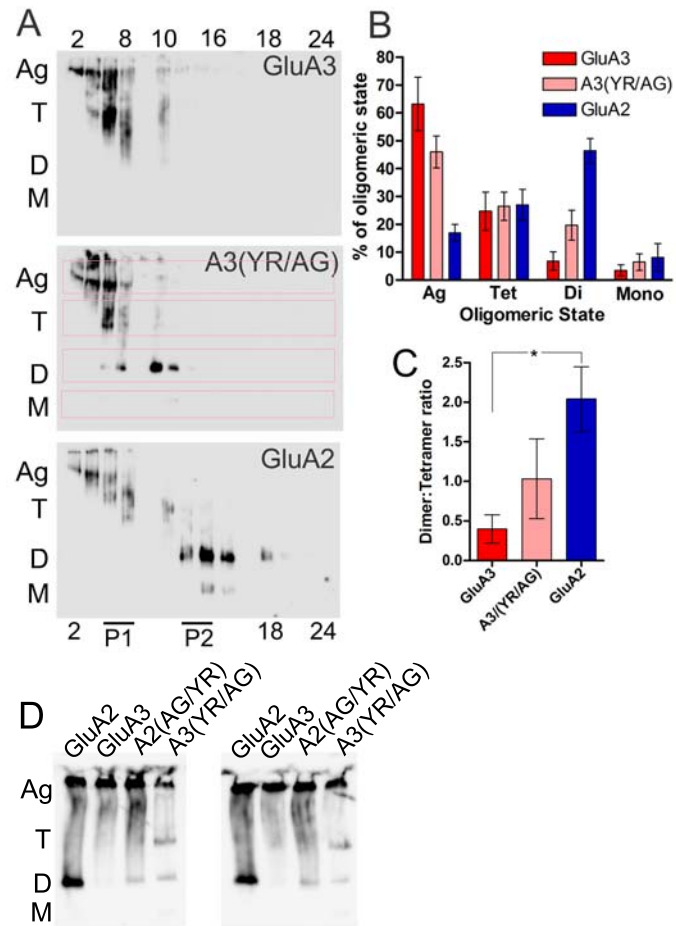 A
2 8 10 16 18 24
GluA3
Ag
T
D
M
A3(YR/AG)
Ag
T
D
M
GluA2
Ag
T
D
M
2 P1 P2 18 24
B
% of oligomeric state
80
70
60
50
40
30
20
10
0
GluA3
A3(YR/AG)
GluA2
Ag Tet Di Mono
Oligomeric State
C
Dimer:Tetramer ratio
2.5
2.0
1.5
1.0
0.5
0.0
*
GluA3 A3/(YR/AG) GluA2
D
GluA2 GluA3 A2(AG/YR) A3(YR/AG)
GluA2 GluA3 A2(AG/YR) A3(YR/AG)
Ag
T
D
M